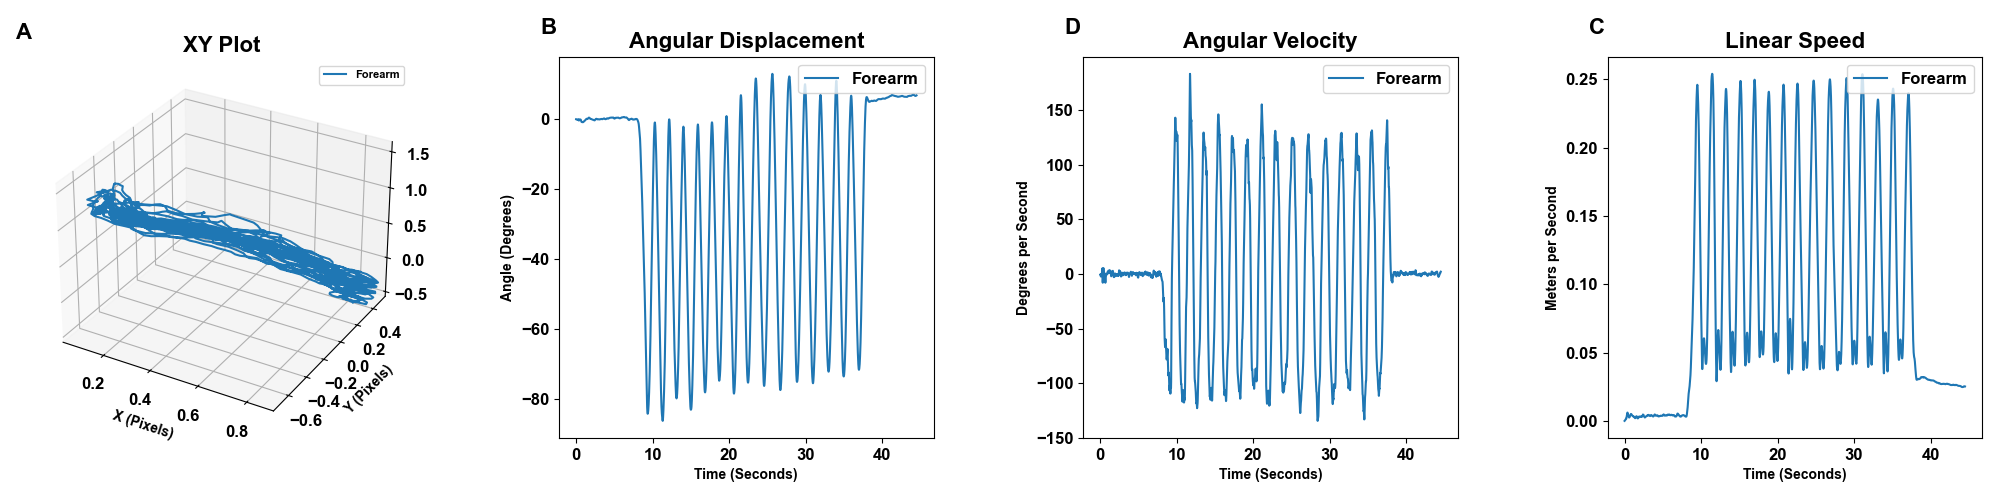 A
XY Plot
Forearm
1.5
1.0
0.5
0.0
−0.5
0.4
0.2
0.0
−0.2
−0.4
−0.6
Y (Pixels)
0.2
0.4
0.6
0.8
X (Pixels)
B
Angular Displacement
Forearm
0
−20
−40
−60
−80
Angle (Degrees)
0 10 20 30 40
Time (Seconds)
D
Angular Velocity
Forearm
150
100
50
0
−50
−100
−150
Degrees per Second
0 10 20 30 40
Time (Seconds)
C
Linear Speed
Forearm
0.25
0.20
0.15
0.10
0.05
0.00
Meters per Second
0 10 20 30 40
Time (Seconds)